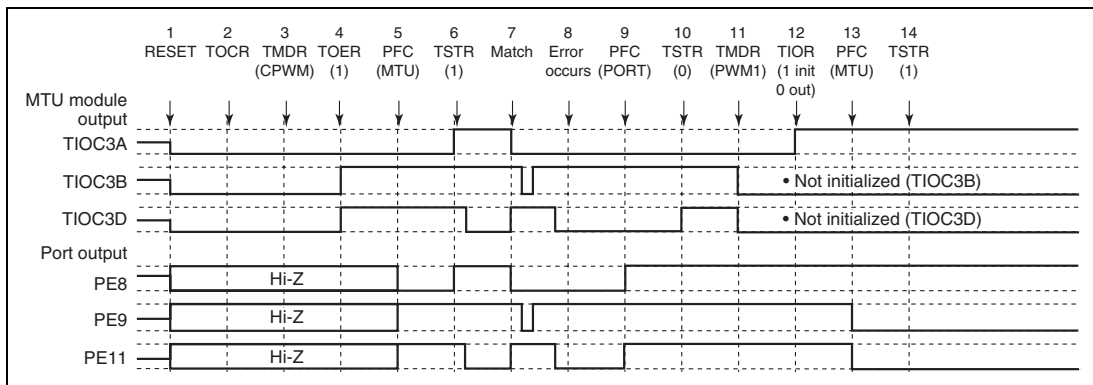 1 2 3 4 5 6 7 8 9 10 11 12 13 14
RESET TOCR TMDR TOER PFC TSTR Match Error PFC TSTR TMDR TIOR PFC TSTR
(CPWM) (1) (MTU) (1) occurs (PORT) (0) (PWM1) (1 init (MTU) (1)
0 out)
MTU module
output
TIOC3A
TIOC3B
• Not initialized (TIOC3B)
TIOC3D
• Not initialized (TIOC3D)
Port output
PE8
Hi-Z
PE9
Hi-Z
PE11
Hi-Z